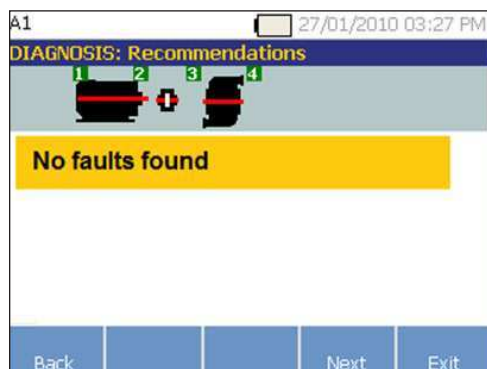 A1 27/01/2010 03:27 PM
DIAGNOSIS: Recommendations
1 2 3 4
No faults found
Back Next Exit